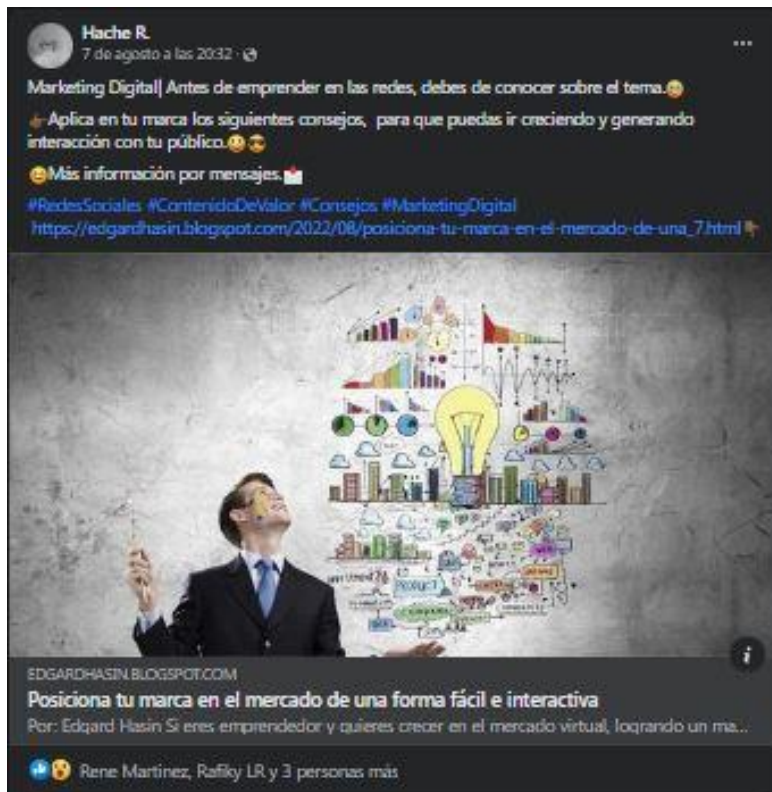 Hache R.
7 de agosto a las 20:32 ·
Marketing Digital| Antes de emprender en las redes, debes de conocer sobre el tema.
Aplica en tu marca los siguientes consejos, para que puedas ir creciendo y generando
interacción con tu público.
Más información por mensajes.
#RedesSociales #ContenidoDeValor #Consejos #MarketingDigital
https://edgardhasin.blogspot.com/2022/08/posiciona-tu-marca-en-el-mercado-de-una_7.html
PRODUCT
EDGARDHASIN.BLOGSPOT.COM
Posiciona tu marca en el mercado de una forma fácil e interactiva
Por: Edgard Hasin Si eres emprendedor y quieres crecer en el mercado virtual, logrando un ma...
Rene Martinez, Rafiky LR y 3 personas más